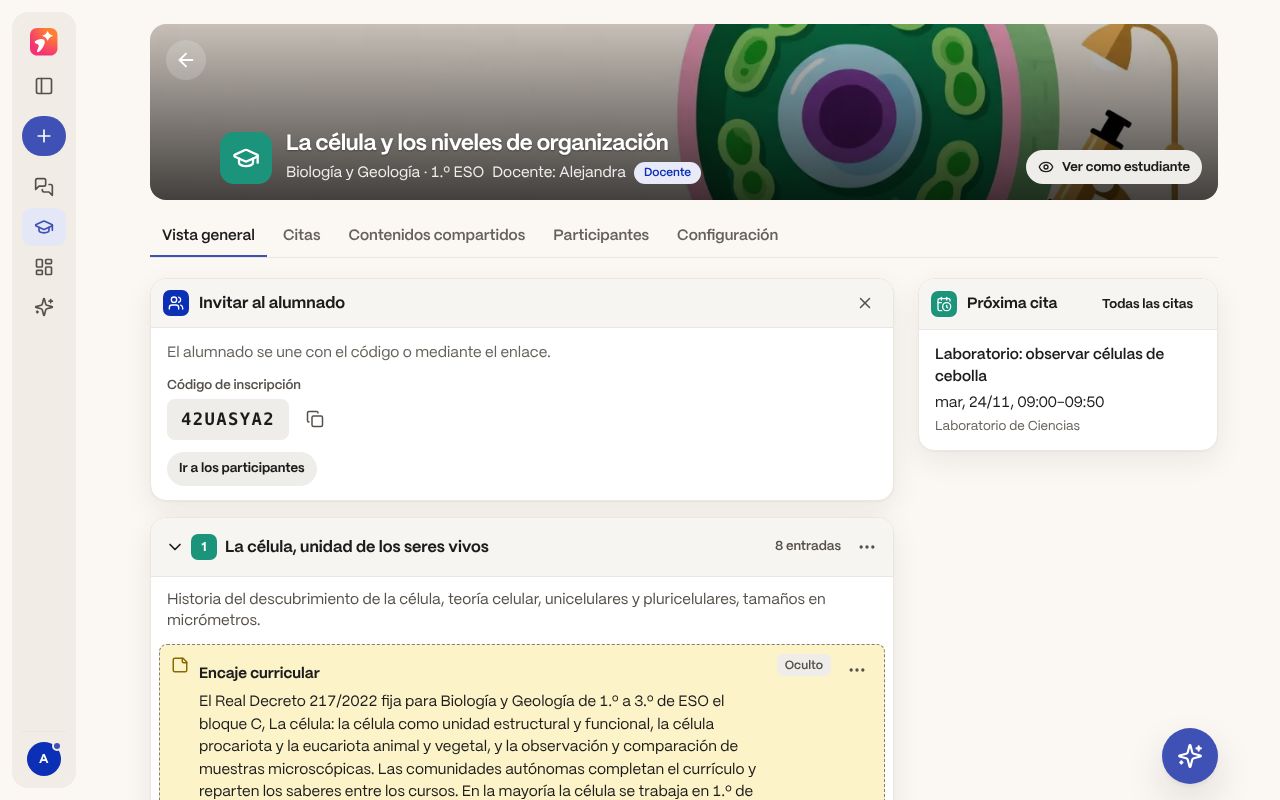 La célula y los niveles de organización
Biología y Geología · 1.º ESO Docente: Alejandra Docente
Ver como estudiante
Vista general Citas Contenidos compartidos Participantes Configuración
Invitar al alumnado
El alumnado se une con el código o mediante el enlace.
Código de inscripción
42UASYA2
Ir a los participantes
Próxima cita Todas las citas
Laboratorio: observar células de
cebolla
mar, 24/11, 09:00–09:50
Laboratorio de Ciencias
1 La célula, unidad de los seres vivos 8 entradas
Historia del descubrimiento de la célula, teoría celular, unicelulares y pluricelulares, tamaños en
micrómetros.
Encaje curricular Oculto
El Real Decreto 217/2022 fija para Biología y Geología de 1.º a 3.º de ESO el
bloque C, La célula: la célula como unidad estructural y funcional, la célula
procariota y la eucariota animal y vegetal, y la observación y comparación de
muestras microscópicas. Las comunidades autónomas completan el currículo y
reparten los saberes entre los cursos. En la mayoría la célula se trabaja en 1.º de
A